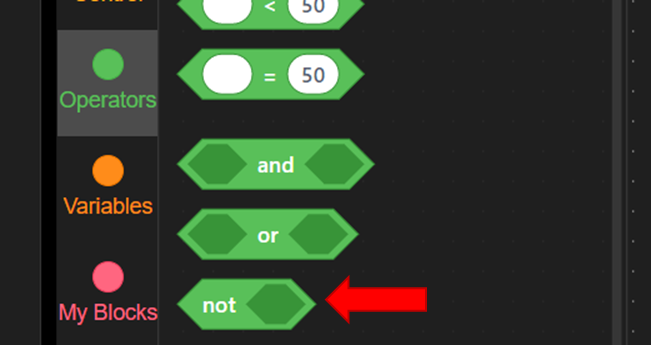 < 50
Operators
= 50
and
Variables
or
My Blocks
not